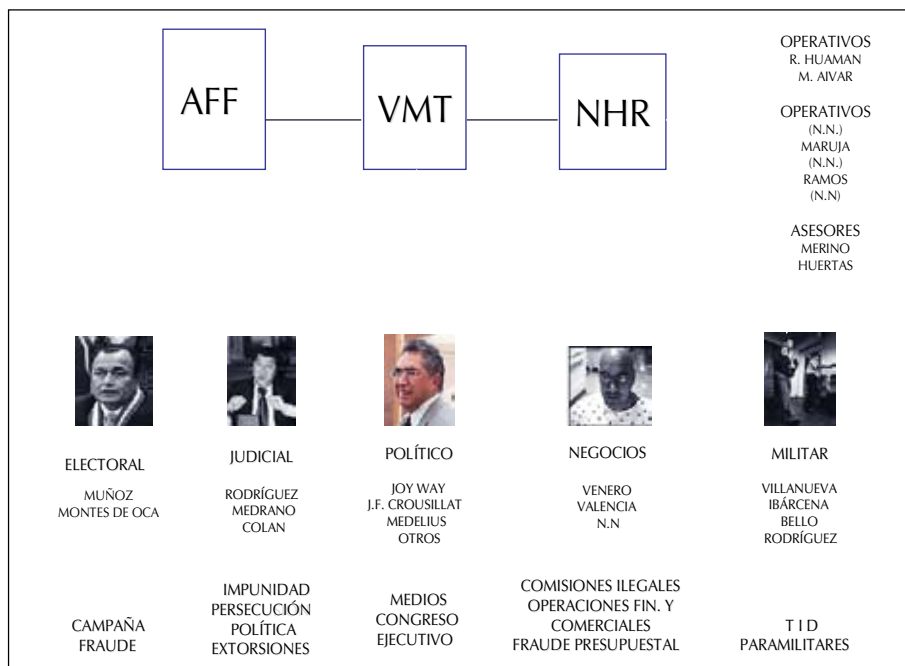 AFF
VMT
NHR
OPERATIVOS
R. HUAMAN
M. AIVAR
OPERATIVOS
(N.N.)
MARUJA
(N.N.)
RAMOS
(N.N)
ASESORES
MERINO
HUERTAS
ELECTORAL
MUÑOZ
MONTES DE OCA
CAMPAÑA
FRAUDE
JUDICIAL
RODRÍGUEZ
MEDRANO
COLAN
IMPUNIDAD
PERSECUCIÓN
POLÍTICA
EXTORSIONES
POLÍTICO
JOY WAY
J.F. CROUSILLAT
MEDELIUS
OTROS
MEDIOS
CONGRESO
EJECUTIVO
NEGOCIOS
VENERO
VALENCIA
N.N
COMISIONES ILEGALES
OPERACIONES FIN. Y
COMERCIALES
FRAUDE PRESUPUESTAL
MILITAR
VILLANUEVA
IBÁRCENA
BELLO
RODRÍGUEZ
T I D
PARAMILITARES